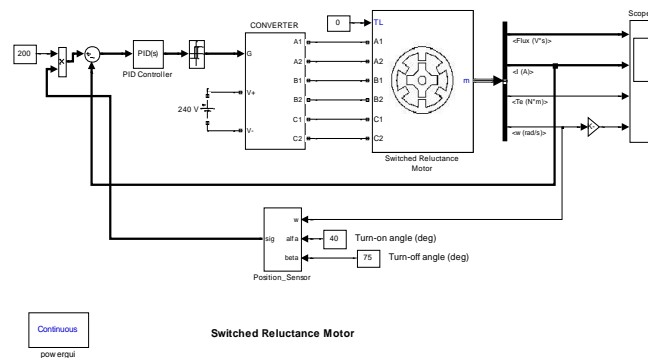 Scope
CONVERTER
0
TL
<Flux (V*s)>
A1
A1
200
PID(s)
G
A2
A2
PID Controller
<I (A)>
B1
B1
m
V+
B2
B2
<Te (N*m)>
240 V
C1
C1
V-
C2
C2
<w (rad/s)>
K-
Switched Reluctance
Motor
w
sig
alfa
40
Turn-on angle (deg)
beta
75
Turn-off angle (deg)
Position_Sensor
Continuous
Switched Reluctance Motor
powergui